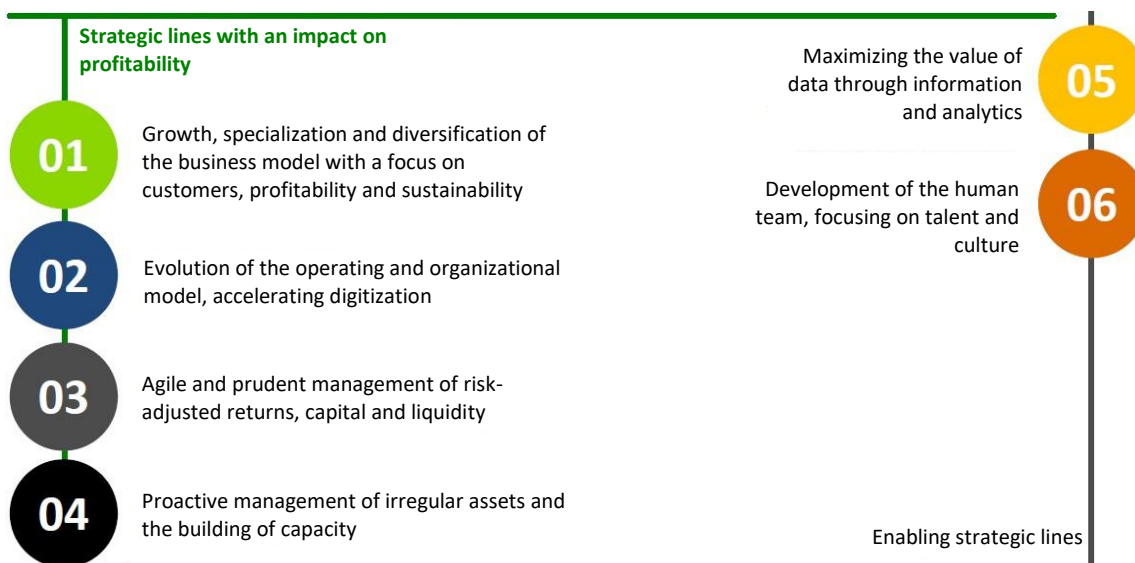 Strategic lines with an impact on
profitability
01
Growth, specialization and diversification of
the business model with a focus on
customers, profitability and sustainability
02
Evolution of the operating and organizational
model, accelerating digitization
03
Agile and prudent management of risk-
adjusted returns, capital and liquidity
04
Proactive management of irregular assets and
the building of capacity
Maximizing the value of
data through information
and analytics
05
Development of the human
team, focusing on talent and
culture
06
Enabling strategic lines